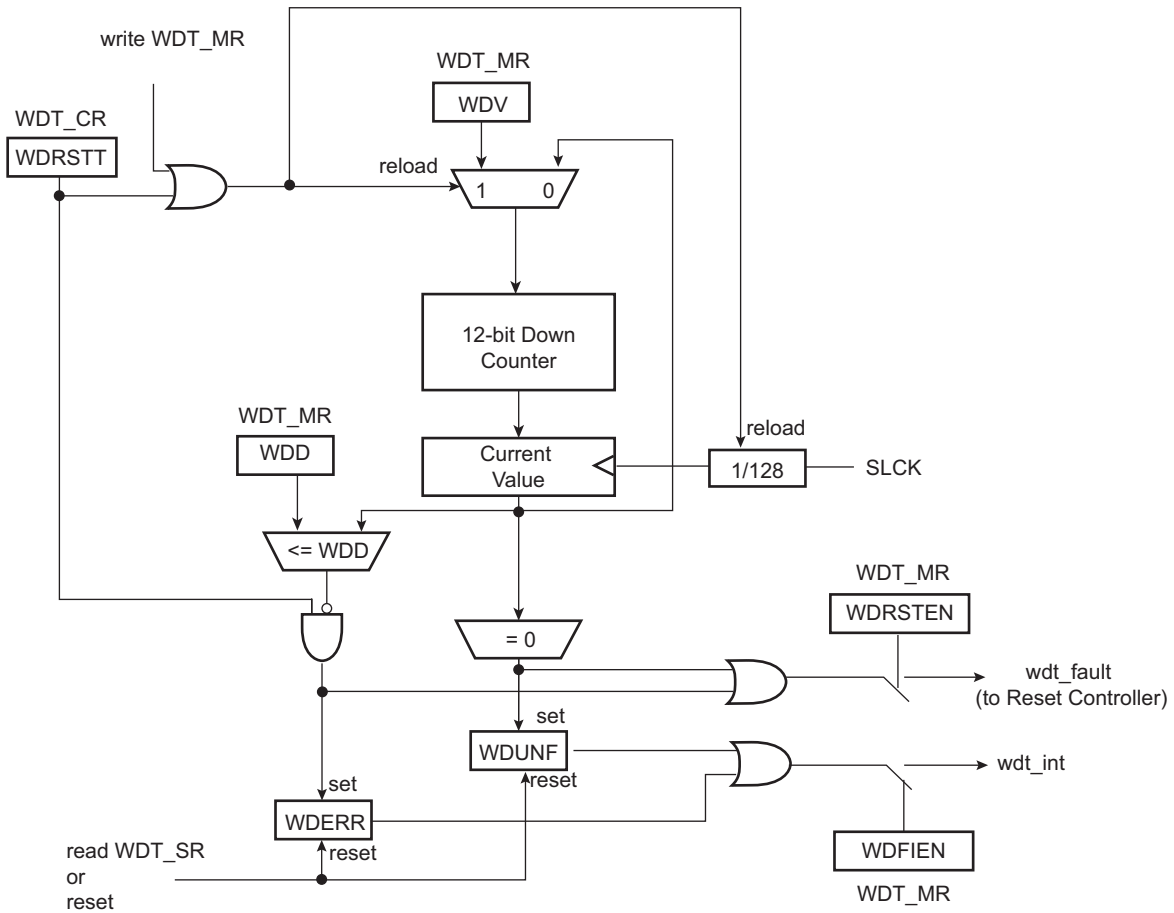 write WDT_MR
WDT_MR
WDV
WDT_CR
WDRSTT
reload
1 0
12-bit Down
Counter
WDT_MR
WDD
Current
Value
reload
1/128
SLCK
<= WDD
WDT_MR
WDRSTEN
= 0
wdt_fault
(to Reset Controller)
set
WDUNF
reset
wdt_int
set
WDERR
reset
read WDT_SR
or
reset
WDFIEN
WDT_MR